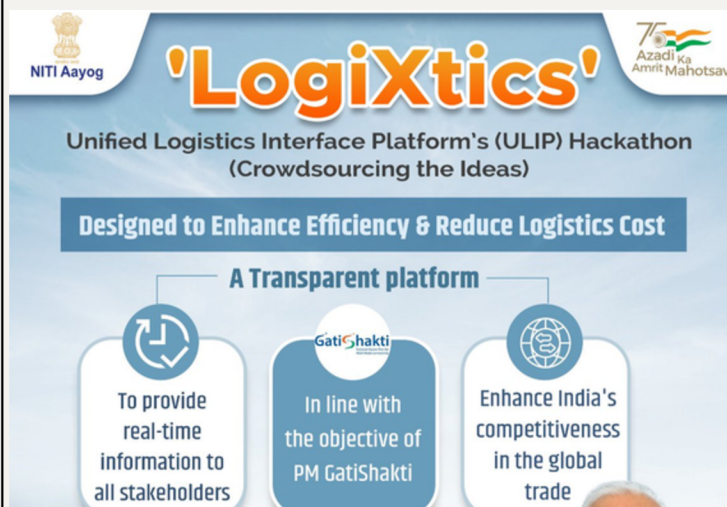 NITI Aayog
75
Azadi Ka
Amrit Mahotsav
'LogiXtics'
Unified Logistics Interface Platform's (ULIP) Hackathon
(Crowdsourcing the Ideas)
Designed to Enhance Efficiency & Reduce Logistics Cost
A Transparent platform
To provide
real-time
information to
all stakeholders
GatiShakti
In line with
the objective of
PM GatiShakti
Enhance India's
competitiveness
in the global
trade